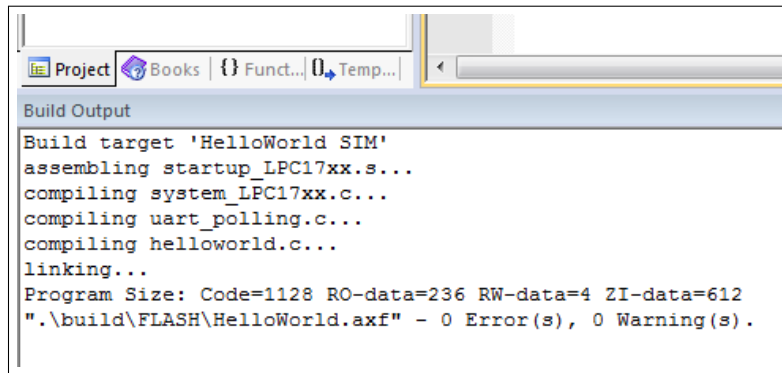 Project Books {} Funct... Temp...
Build Output
Build target 'HelloWorld SIM'
assembling startup_LPC17xx.s...
compiling system_LPC17xx.c...
compiling uart_polling.c...
compiling helloworld.c...
linking...
Program Size: Code=1128 RO-data=236 RW-data=4 ZI-data=612
".\build\FLASH\HelloWorld.axf" - 0 Error(s), 0 Warning(s).